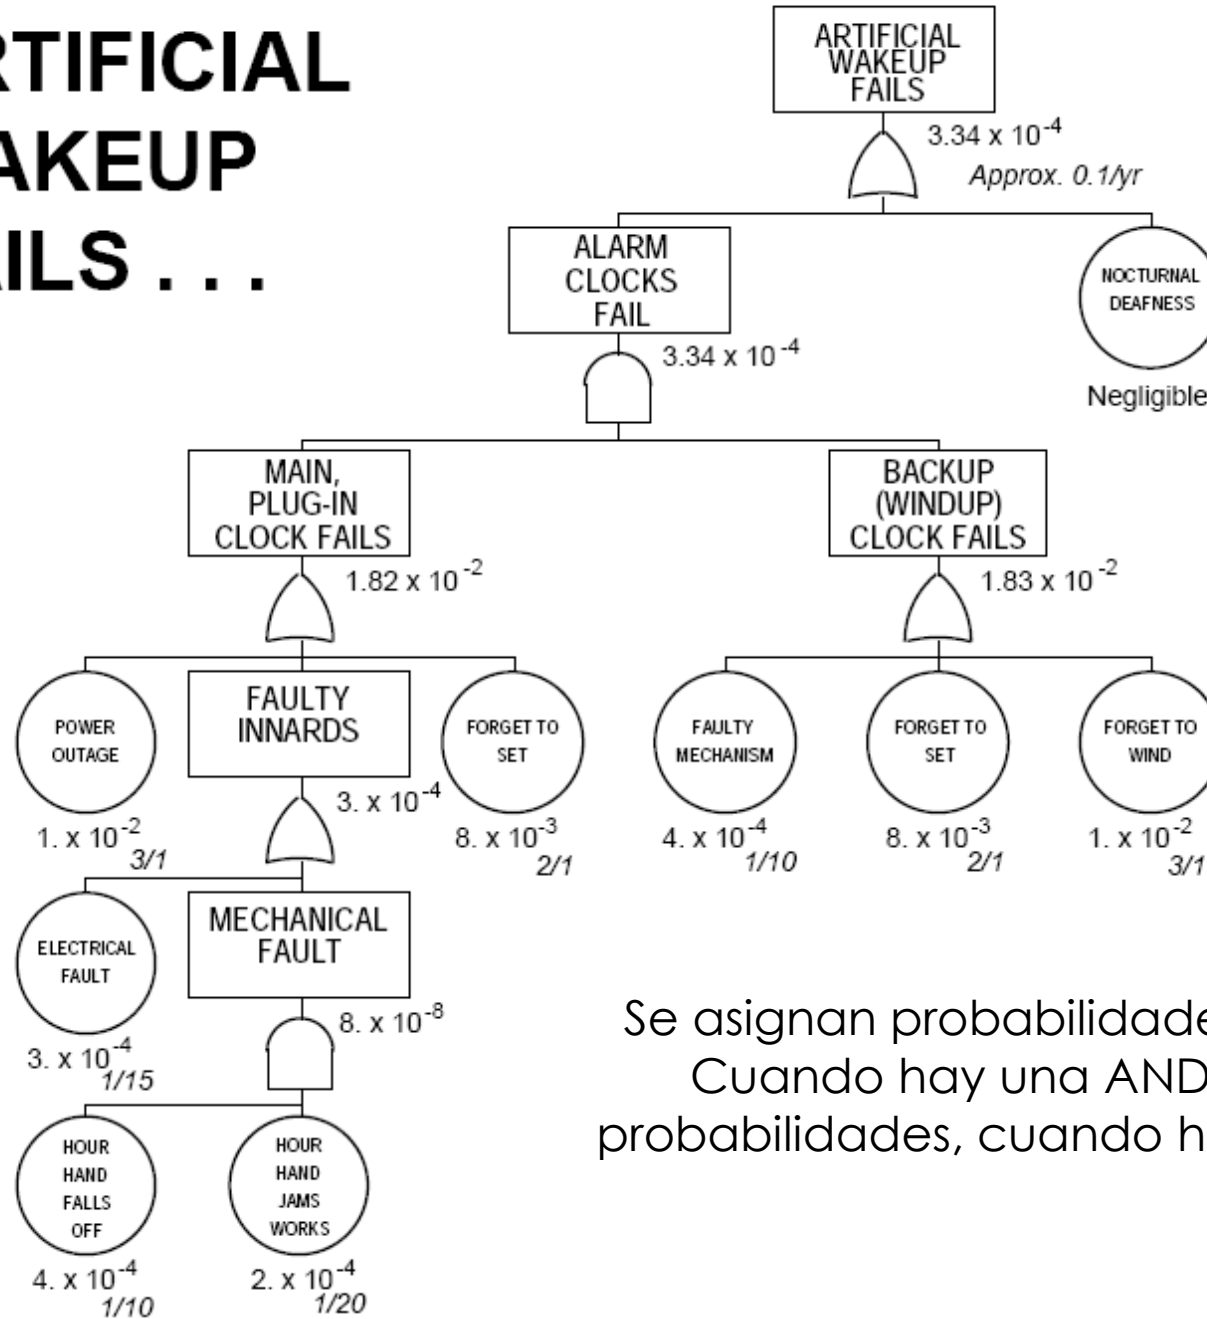 RTIFICIAL
AKEUP
AILS . . .
ARTIFICIAL
WAKEUP
FAILS
3.34 x 10⁻⁴
Approx. 0.1/yr
ALARM
CLOCKS
FAIL
3.34 x 10⁻⁴
NOCTURNAL
DEAFNESS
Negligible
MAIN,
PLUG-IN
CLOCK FAILS
1.82 x 10⁻²
BACKUP
(WINDUP)
CLOCK FAILS
1.83 x 10⁻²
POWER
OUTAGE
1. x 10⁻²
3/1
FAULTY
INNARDS
3. x 10⁻⁴
FORGET TO
SET
8. x 10⁻³
2/1
FAULTY
MECHANISM
4. x 10⁻⁴
1/10
FORGET TO
SET
8. x 10⁻³
2/1
FORGET TO
WIND
1. x 10⁻²
3/1
ELECTRICAL
FAULT
3. x 10⁻⁴
1/15
MECHANICAL
FAULT
8. x 10⁻⁸
HOUR
HAND
FALLS
OFF
4. x 10⁻⁴
1/10
HOUR
HAND
JAMS
WORKS
2. x 10⁻⁴
1/20
Se asignan probabilidade
Cuando hay una AND
probabilidades, cuando h